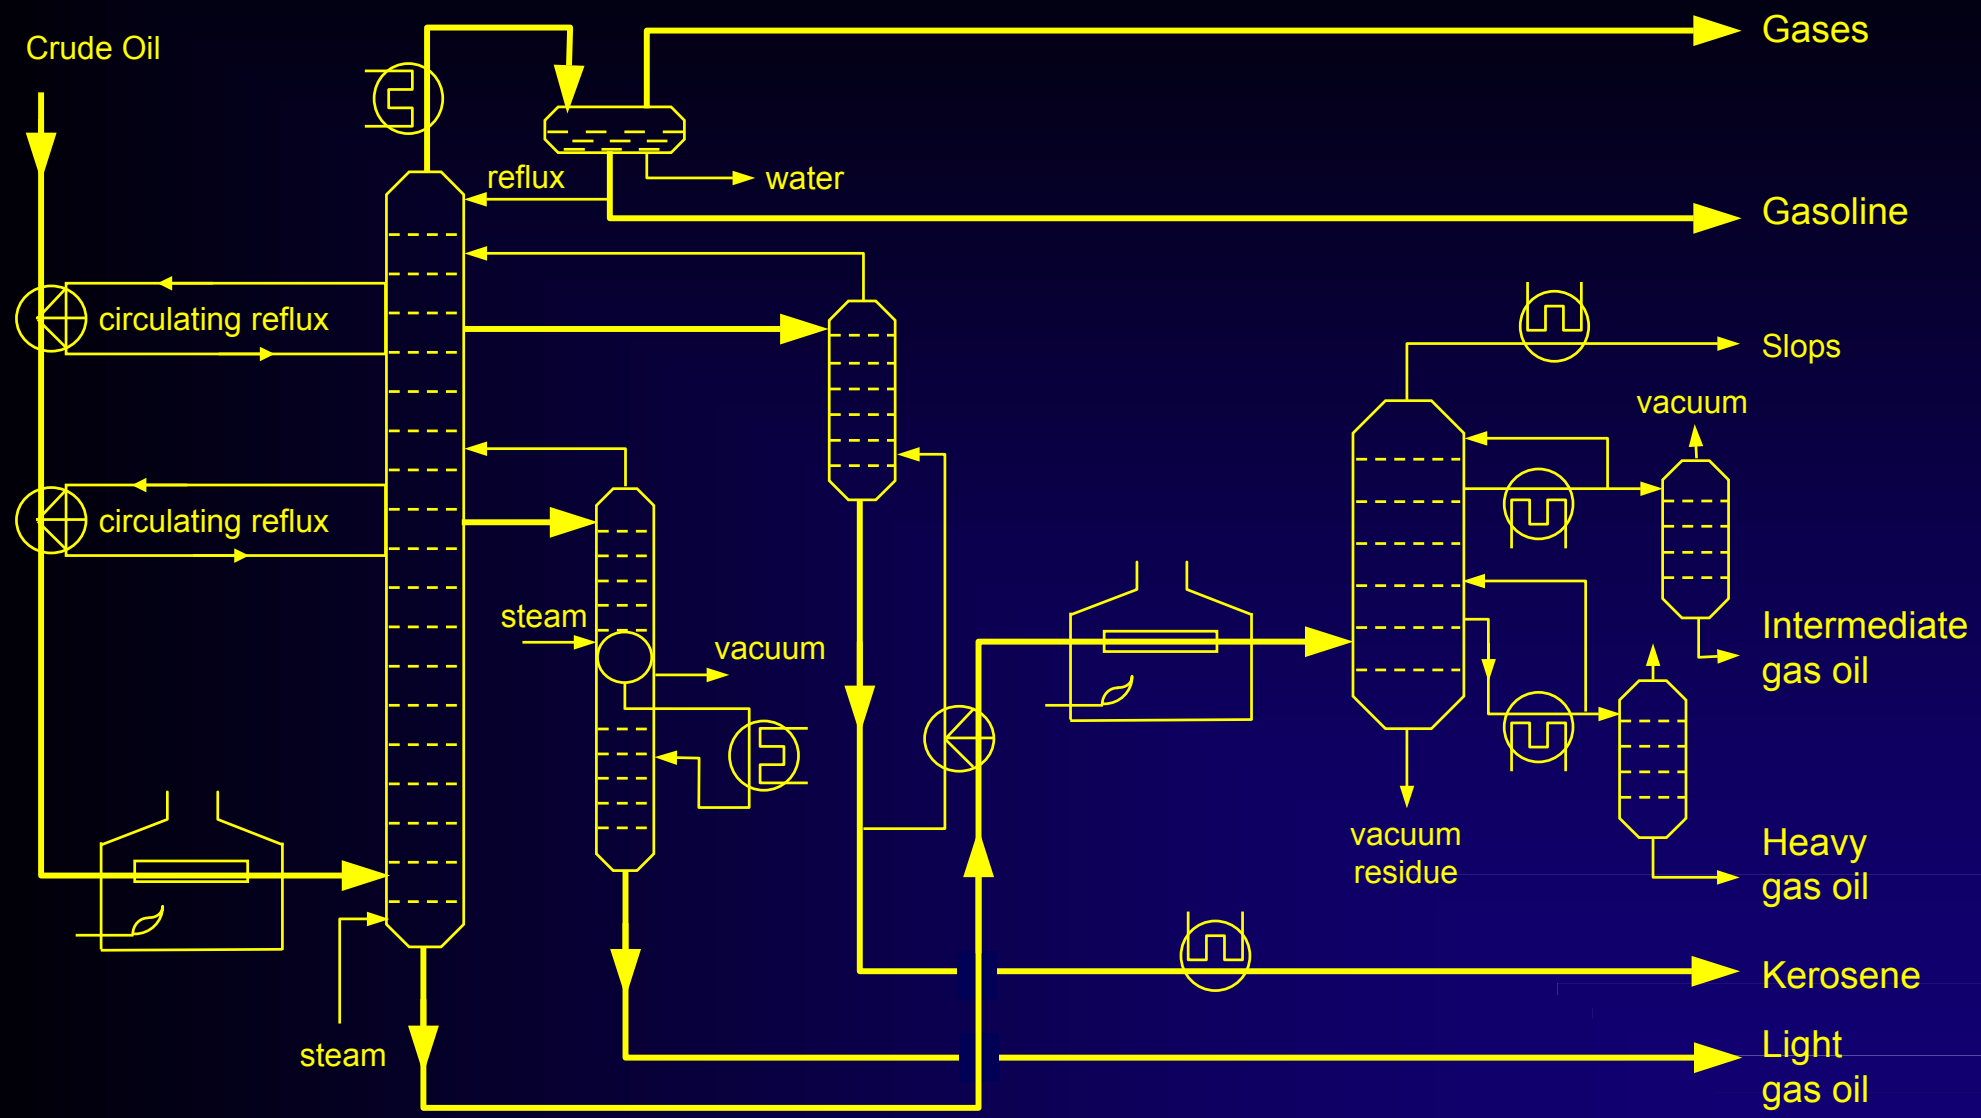 Crude Oil
Gases
reflux
water
Gasoline
circulating reflux
Slops
vacuum
circulating reflux
steam
vacuum
Intermediate
gas oil
vacuum
residue
Heavy
gas oil
Kerosene
steam
Light
gas oil